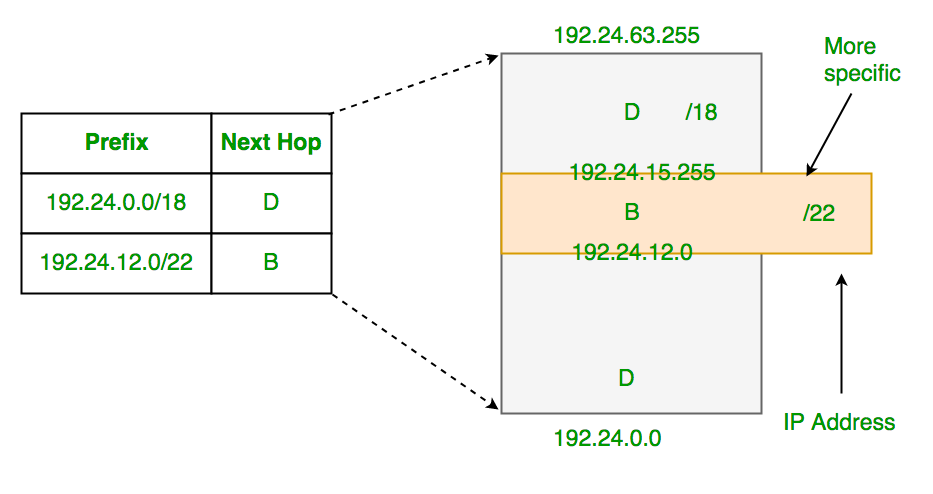 192.24.63.255
More
specific
D /18
Prefix Next Hop
192.24.15.255
192.24.0.0/18 D
B /22
192.24.12.0
192.24.12.0/22 B
D
IP Address
192.24.0.0